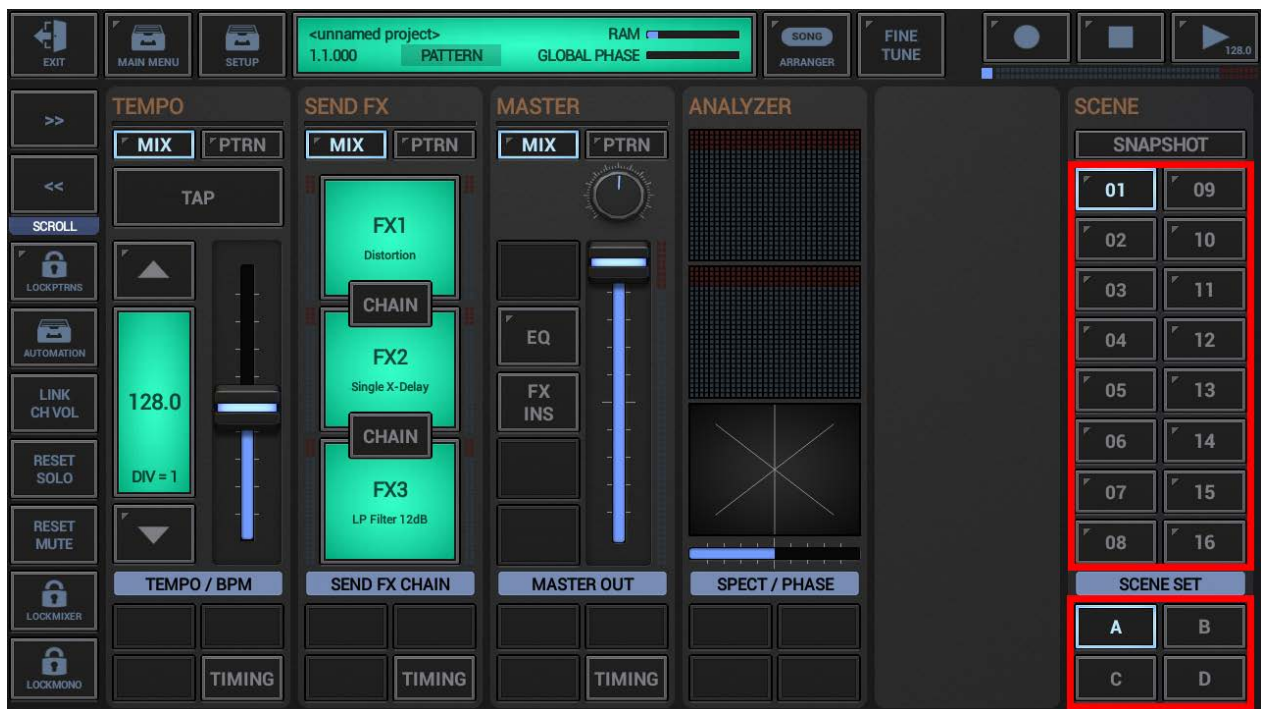 EXIT
MAIN MENU
SETUP
<unnamed project>
RAM
1.1.000
PATTERN
GLOBAL PHASE
SONG
ARRANGER
FINE
TUNE
128.0
>>
<<
SCROLL
LOCKPTRNS
AUTOMATION
LINK
CH VOL
RESET
SOLO
RESET
MUTE
LOCKMIXER
LOCKMONO
TEMPO
MIX
PTRN
TAP
128.0
DIV = 1
TEMPO / BPM
TIMING
SEND FX
MIX
PTRN
FX1
Distortion
CHAIN
FX2
Single X-Delay
CHAIN
FX3
LP Filter 12dB
SEND FX CHAIN
TIMING
MASTER
MIX
PTRN
EQ
FX
INS
MASTER OUT
TIMING
ANALYZER
SPECT / PHASE
SCENE
SNAPSHOT
01
09
02
10
03
11
04
12
05
13
06
14
07
15
08
16
SCENE SET
A
B
C
D